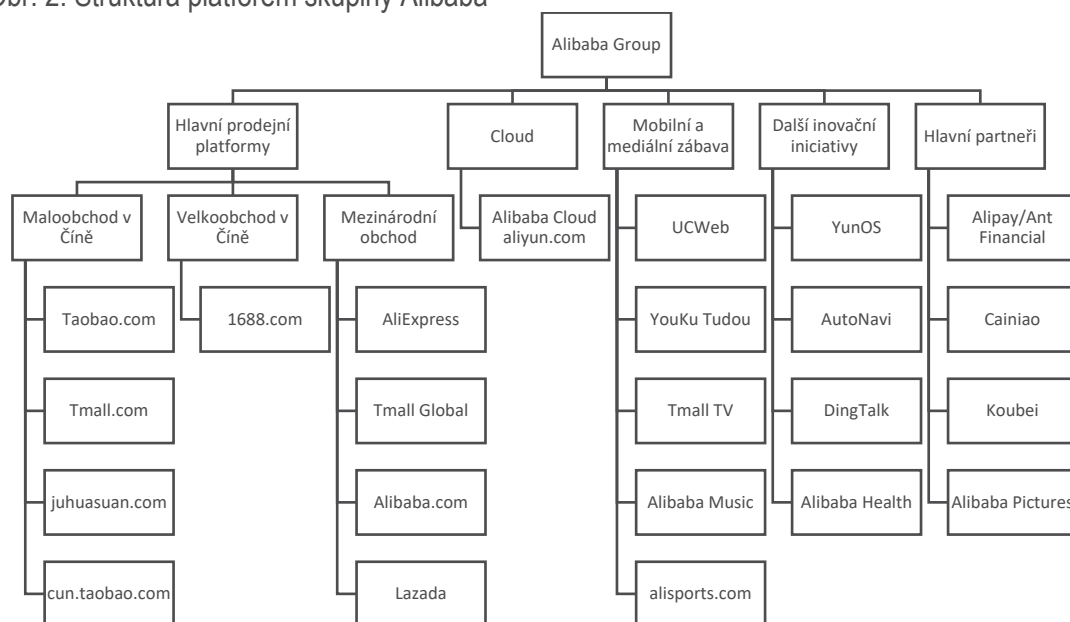 Obr. 2: Struktura platforem skupiny Alibaba
Alibaba Group
Hlavní prodejní
platformy
Cloud
Mobilní a
mediální zábava
Další inovační
iniciativy
Hlavní partneři
Maloobchod v
Číně
Velkoobchod v
Číně
Mezinárodní
obchod
Alibaba Cloud
aliyun.com
UCWeb
YunOS
Alipay/Ant
Financial
Taobao.com
1688.com
AliExpress
YouKu Tudou
AutoNavi
Cainiao
Tmall.com
Tmall Global
Tmall TV
DingTalk
Koubei
juhuasuan.com
Alibaba.com
Alibaba Music
Alibaba Health
Alibaba Pictures
cun.taobao.com
Lazada
alisports.com